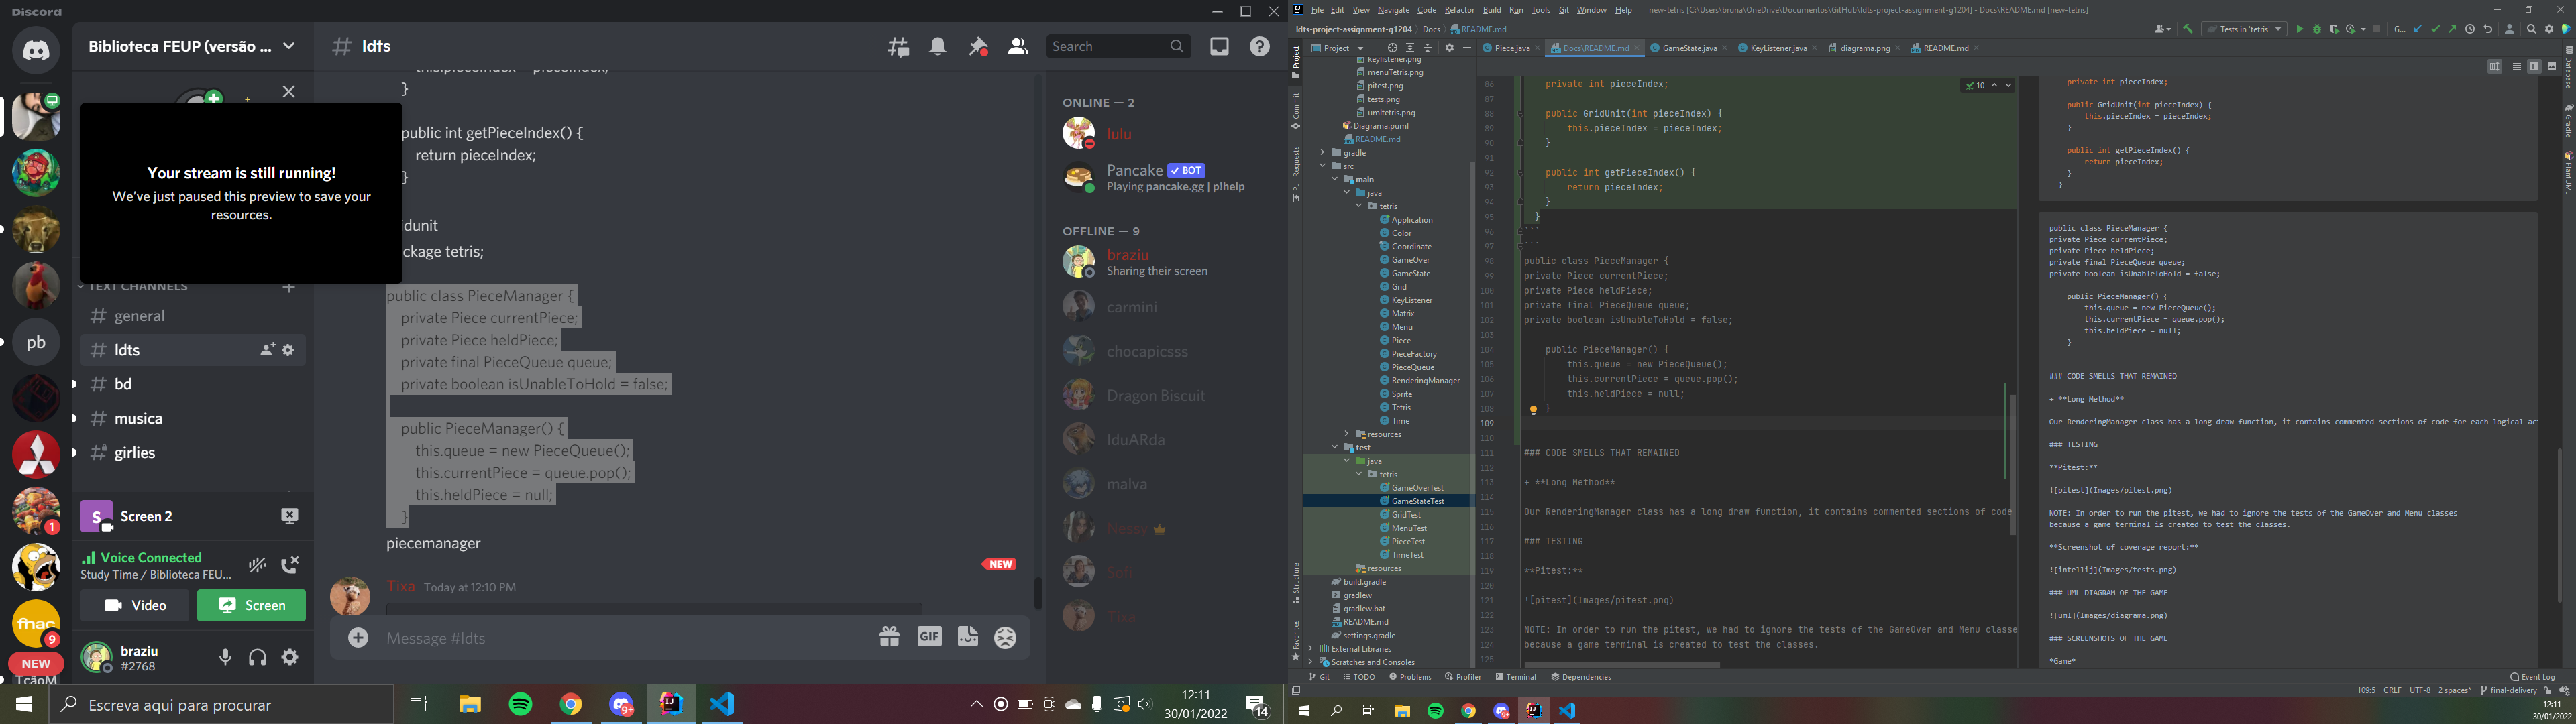 Discord
Biblioteca FEUP (versão ...
ldts
Search
Your stream is still running!
We've just paused this preview to save your
resources.
}
public int getPieceIndex() {
return pieceIndex;
}
dunit
ckage tetris;
public class PieceManager {
private Piece currentPiece;
private Piece heldPiece;
private final PieceQueue queue;
private boolean isUnableToHold = false;
public PieceManager() {
this.queue = new PieceQueue();
this.currentPiece = queue.pop();
this.heldPiece = null;
}
piecemanager
NEW
Tixa Today at 12:10 PM
Message #ldts
GIF
TEXT CHANNELS
general
ldts
bd
musica
girlies
pb
S
Screen 2
Voice Connected
Study Time / Biblioteca FEU...
Video
Screen
braziu
#2768
1
fnac
9
NEW
ONLINE — 2
lulu
Pancake BOT
Playing pancake.gg | p!help
OFFLINE — 9
braziu
Sharing their screen
carmini
chocapicsss
Dragon Biscuit
IduARda
malva
Nessy
Sofi
Tixa
Escreva aqui para procurar
12:11
30/01/2022
14
File Edit View Navigate Code Refactor Build Run Tools Git Window Help
new-tetris [C:\Users\bruna\OneDrive\Documentos\GitHub\ldts-project-assignment-g1204] - Docs\README.md [new-tetris]
ldts-project-assignment-g1204 Docs README.md
Tests in 'tetris'
Project
Piece.java
Docs\README.md
GameState.java
KeyListener.java
diagrama.png
README.md
Project
Commit
Pull Requests
Structure
Favorites
keylistener.png
menuTetris.png
pitest.png
tests.png
umltetris.png
Diagrama.puml
README.md
gradle
src
main
java
tetris
Application
Color
Coordinate
GameOver
GameState
Grid
KeyListener
Matrix
Menu
Piece
PieceFactory
PieceQueue
RenderingManager
Sprite
Tetris
Time
resources
test
java
tetris
GameOverTest
GameStateTest
GridTest
MenuTest
PieceTest
TimeTest
resources
build.gradle
gradlew
gradlew.bat
README.md
settings.gradle
External Libraries
Scratches and Consoles
10
86 private int pieceIndex;
87
88 public GridUnit(int pieceIndex) {
89 this.pieceIndex = pieceIndex;
90 }
91
92 public int getPieceIndex() {
93 return pieceIndex;
94 }
95 }
96 ```
97 ```
98 public class PieceManager {
99 private Piece currentPiece;
100 private Piece heldPiece;
101 private final PieceQueue queue;
102 private boolean isUnableToHold = false;
103
104 public PieceManager() {
105 this.queue = new PieceQueue();
106 this.currentPiece = queue.pop();
107 this.heldPiece = null;
108 }
109
110
111 ### CODE SMELLS THAT REMAINED
112
113 + **Long Method**
114
115 Our RenderingManager class has a long draw function, it contains commented sections of code
116
117 ### TESTING
118
119 **Pitest:**
120
121 ![pitest](Images/pitest.png)
122
123 NOTE: In order to run the pitest, we had to ignore the tests of the GameOver and Menu classe
124 because a game terminal is created to test the classes.
125
private int pieceIndex;
public GridUnit(int pieceIndex) {
this.pieceIndex = pieceIndex;
}
public int getPieceIndex() {
return pieceIndex;
}
}
public class PieceManager {
private Piece currentPiece;
private Piece heldPiece;
private final PieceQueue queue;
private boolean isUnableToHold = false;
public PieceManager() {
this.queue = new PieceQueue();
this.currentPiece = queue.pop();
this.heldPiece = null;
}
### CODE SMELLS THAT REMAINED
+ **Long Method**
Our RenderingManager class has a long draw function, it contains commented sections of code for each logical ac
### TESTING
**Pitest:**
![pitest](Images/pitest.png)
NOTE: In order to run the pitest, we had to ignore the tests of the GameOver and Menu classes
because a game terminal is created to test the classes.
**Screenshot of coverage report:**
![intellij](Images/tests.png)
### UML DIAGRAM OF THE GAME
![uml](Images/diagrama.png)
### SCREENSHOTS OF THE GAME
*Game*
Database
Gradle
PlantUML
Git
TODO
Problems
Profiler
Terminal
Dependencies
Event Log
109:5 CRLF UTF-8 2 spaces* final-delivery
12:11
30/01/2022